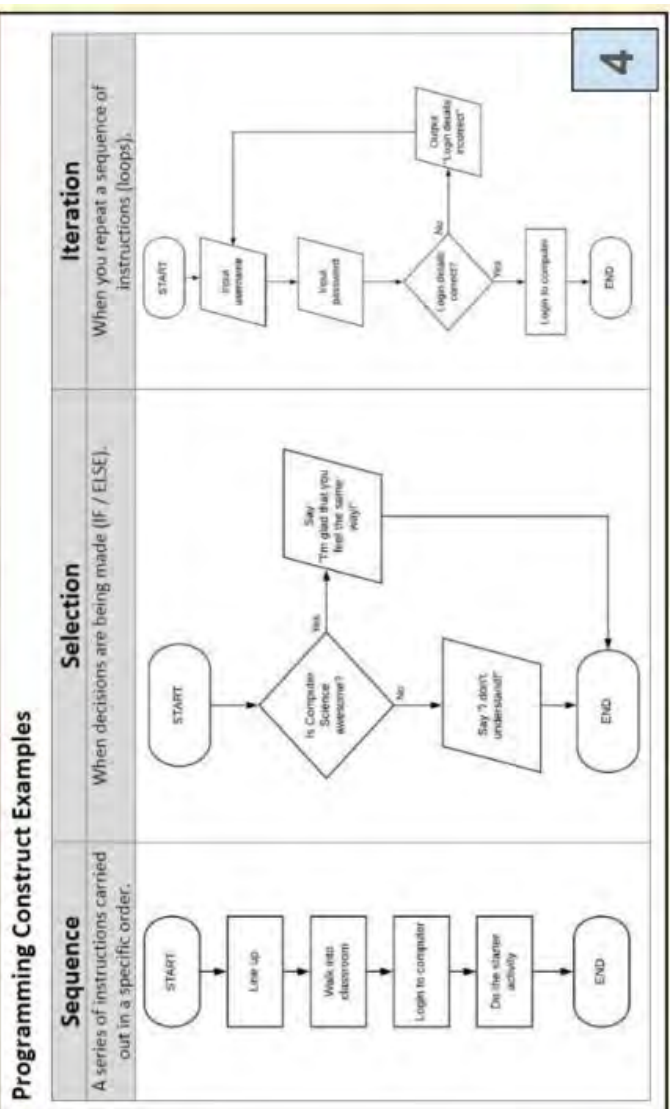 Programming Construct Examples
Sequence
A series of instructions carried
out in a specific order.
START
Line up
Walk into
classroom
Login to computer
Do the starter
activity
END
Selection
When decisions are being made (IF / ELSE).
START
Is Computer
Science
awesome?
Yes
Say
"I'm glad that you
feel the same
way!"
No
Say "I don't
understand!"
END
Iteration
When you repeat a sequence of
instructions (loops).
START
Input
username
Input
password
Login details
correct?
No
Output
"Login details
incorrect"
Yes
Login to computer
END
4